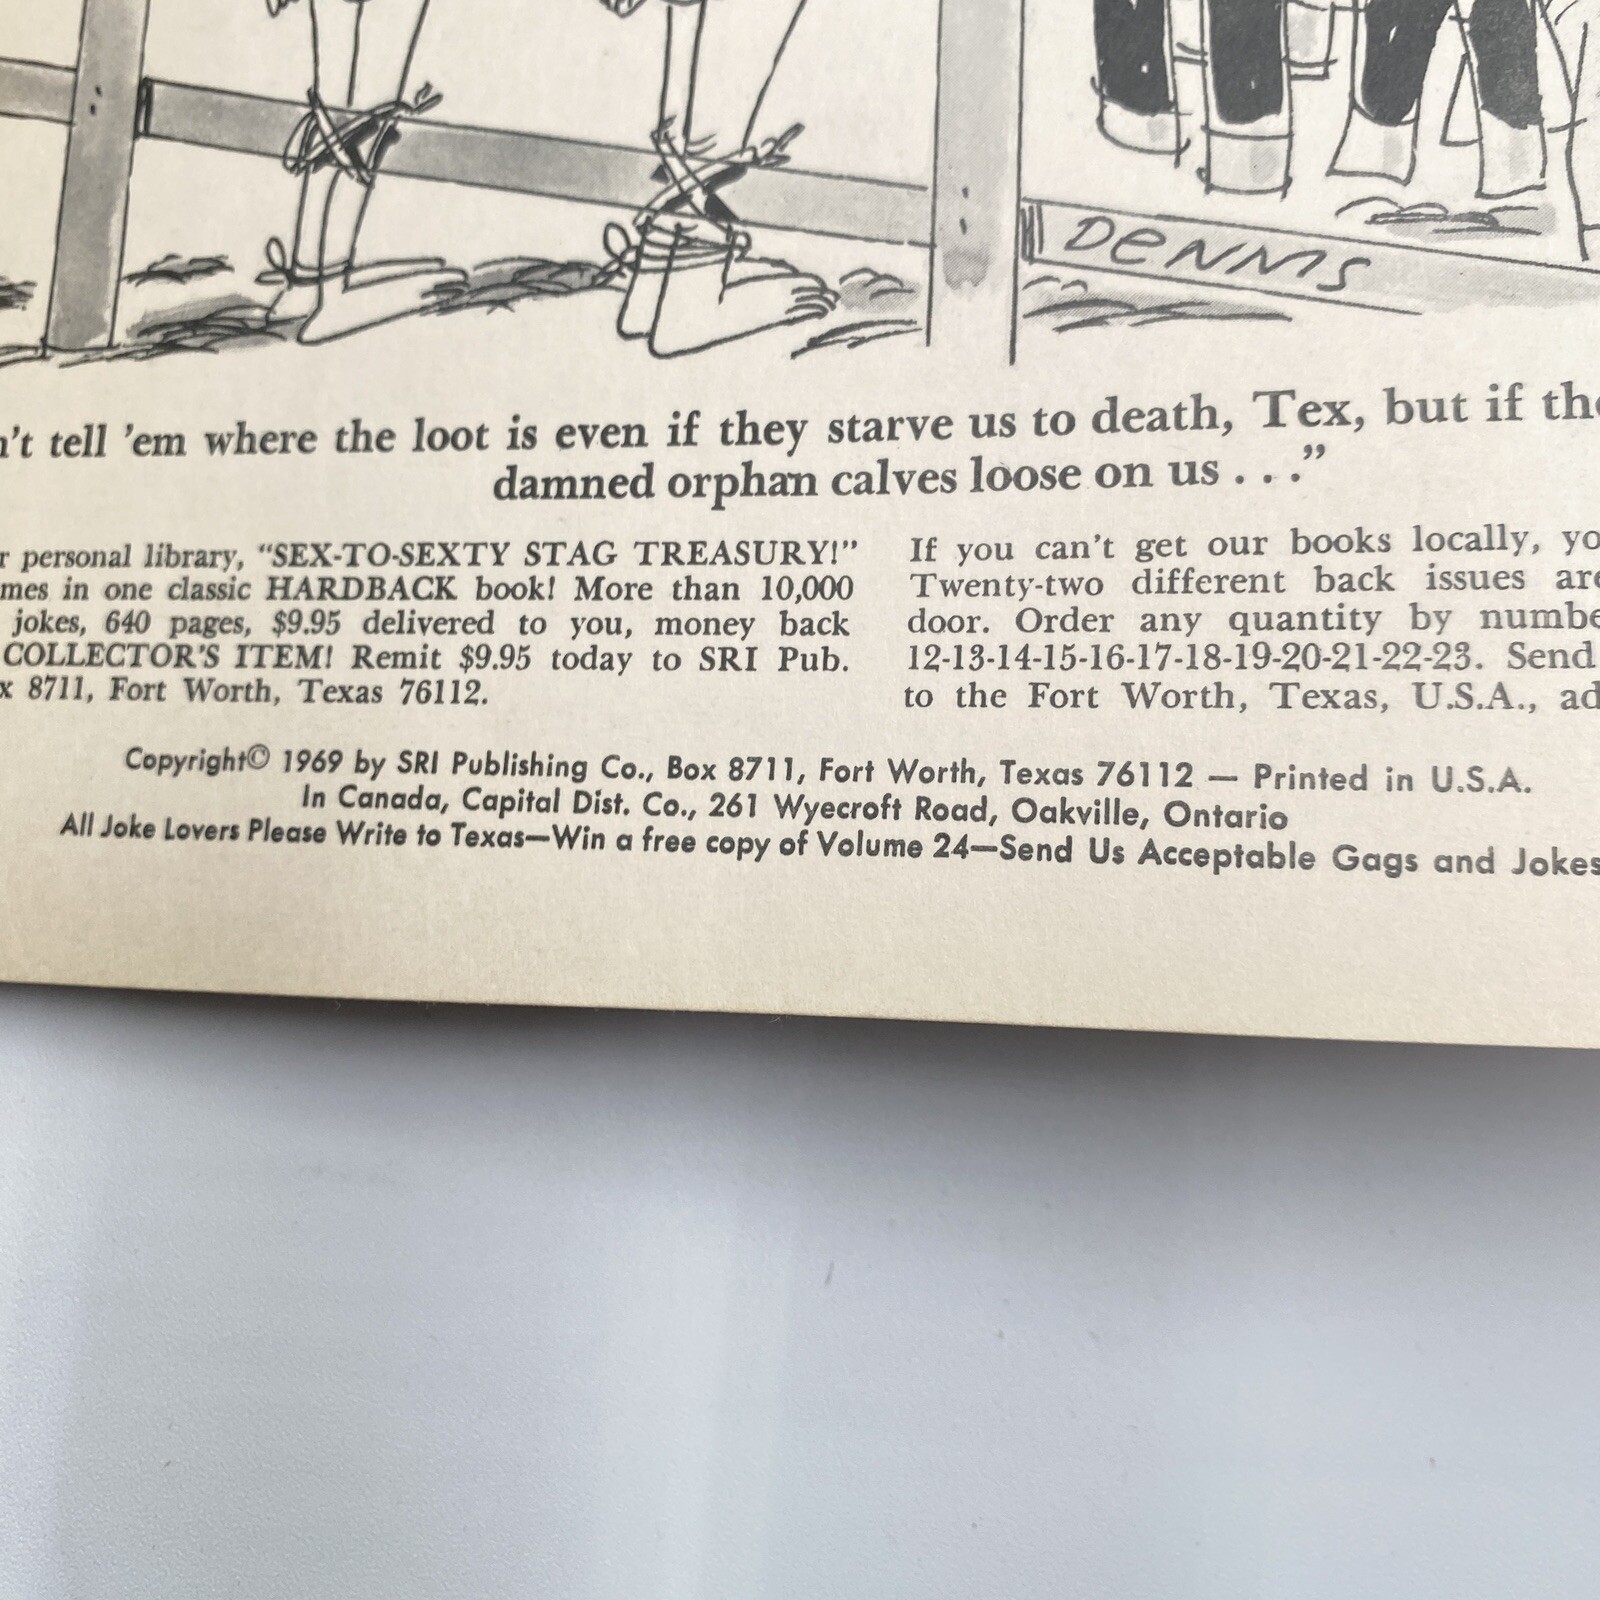 DENNIS
n't tell 'em where the loot is even if they starve us to death, Tex, but if the
damned orphan calves loose on us . . ."
r personal library, "SEX-TO-SEXTY STAG TREASURY!"
mes in one classic HARDBACK book! More than 10,000
jokes, 640 pages, $9.95 delivered to you, money back
COLLECTOR'S ITEM! Remit $9.95 today to SRI Pub.
x 8711, Fort Worth, Texas 76112.
If you can't get our books locally, yo
Twenty-two different back issues are
door. Order any quantity by numbe
12-13-14-15-16-17-18-19-20-21-22-23. Send
to the Fort Worth, Texas, U.S.A., ad
Copyright© 1969 by SRI Publishing Co., Box 8711, Fort Worth, Texas 76112 — Printed in U.S.A.
In Canada, Capital Dist. Co., 261 Wyecroft Road, Oakville, Ontario
All Joke Lovers Please Write to Texas—Win a free copy of Volume 24—Send Us Acceptable Gags and Jokes